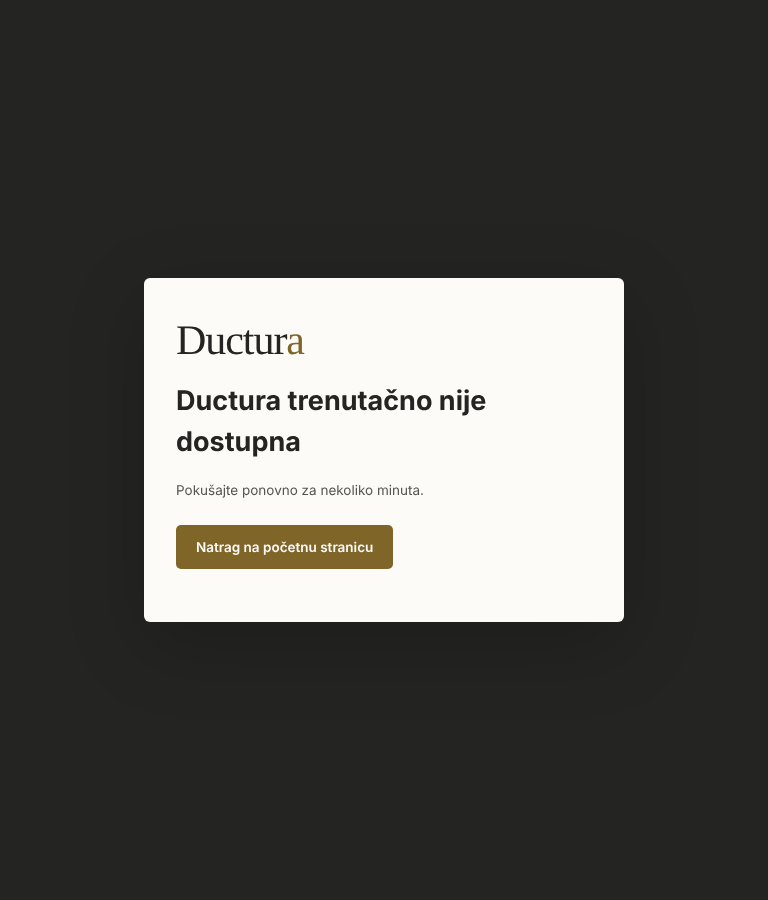 Ductura
Ductura trenutačno nije
dostupna
Pokušajte ponovno za nekoliko minuta.
Natrag na početnu stranicu